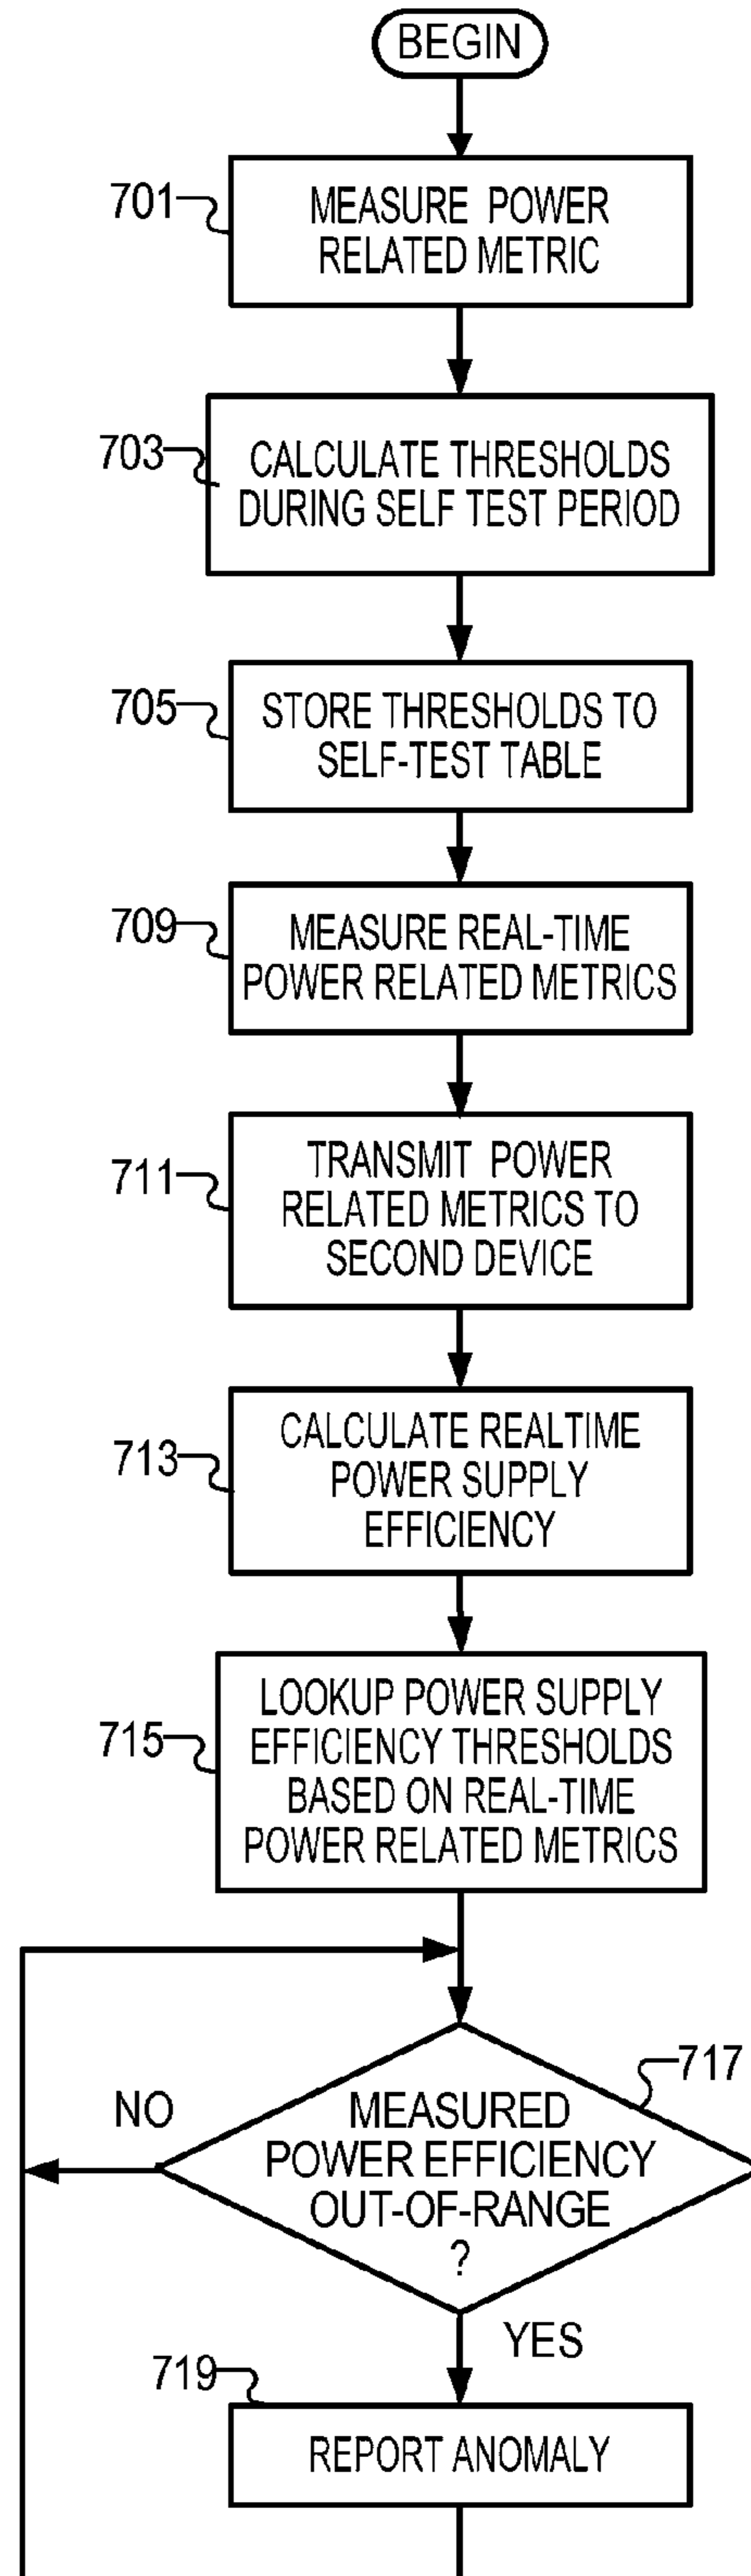 BEGIN
701
MEASURE POWER
RELATED METRIC
703
CALCULATE THRESHOLDS
DURING SELF TEST PERIOD
705
STORE THRESHOLDS TO
SELF-TEST TABLE
709
MEASURE REAL-TIME
POWER RELATED METRICS
711
TRANSMIT POWER
RELATED METRICS TO
SECOND DEVICE
713
CALCULATE REALTIME
POWER SUPPLY
EFFICIENCY
715
LOOKUP POWER SUPPLY
EFFICIENCY THRESHOLDS
BASED ON REAL-TIME
POWER RELATED METRICS
717
NO
MEASURED
POWER EFFICIENCY
OUT-OF-RANGE
?
YES
719
REPORT ANOMALY